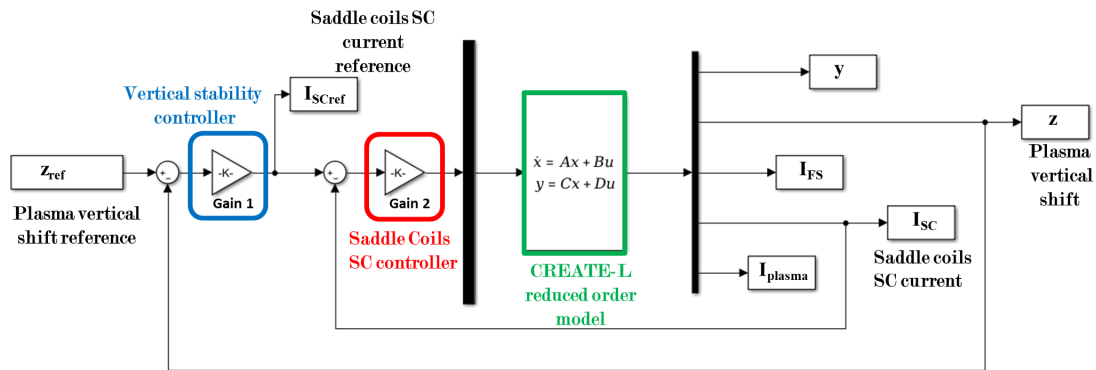 Saddle coils SC
current
reference
Vertical stability
controller
I_SCref
y
z
Plasma
vertical
shift
z_ref
Plasma vertical
shift reference
+
−
-K-
Gain 1
+
−
-K-
Gain 2
Saddle Coils
SC controller
ẋ = Ax + Bu
y = Cx + Du
CREATE-L
reduced order
model
I_FS
I_SC
Saddle coils
SC current
I_plasma